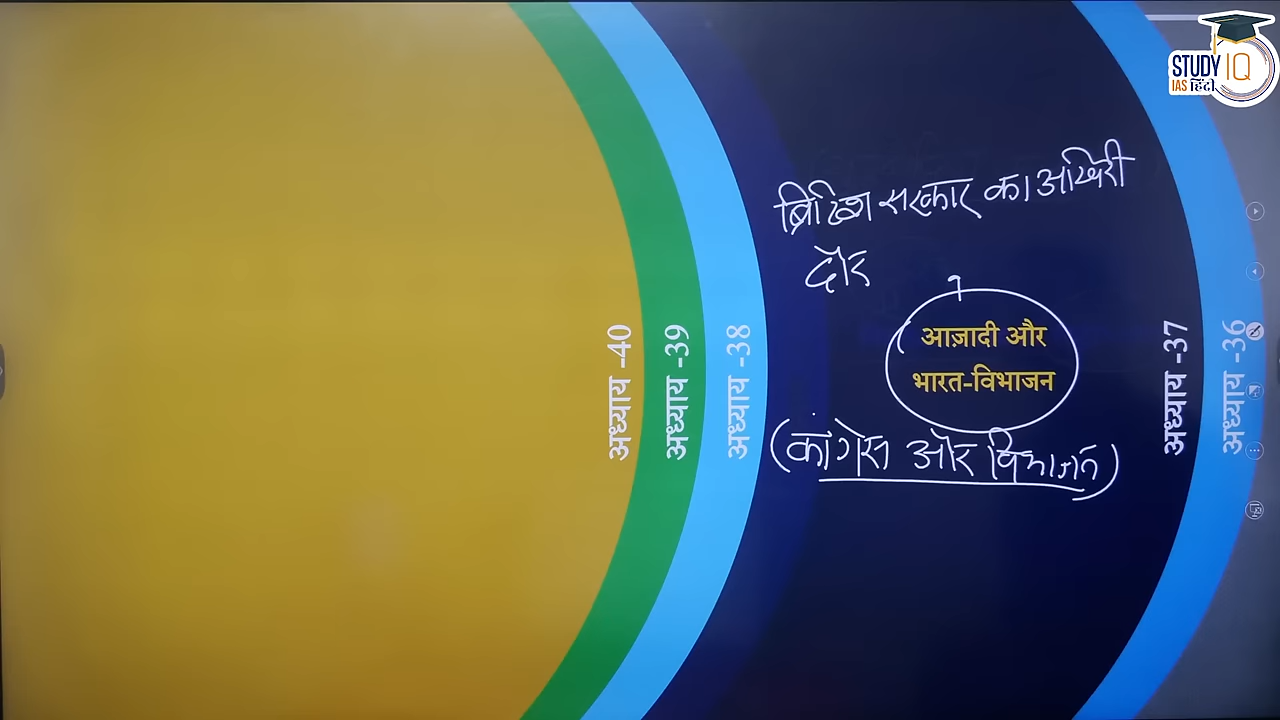 STUDY IQ
IAS हिंदी
ब्रिटिश सरकार का आखिरी
दौर
आज़ादी और
भारत-विभाजन
(कांग्रेस और विभाजन)
अध्याय -40
अध्याय -39
अध्याय -38
अध्याय -37
अध्याय -36